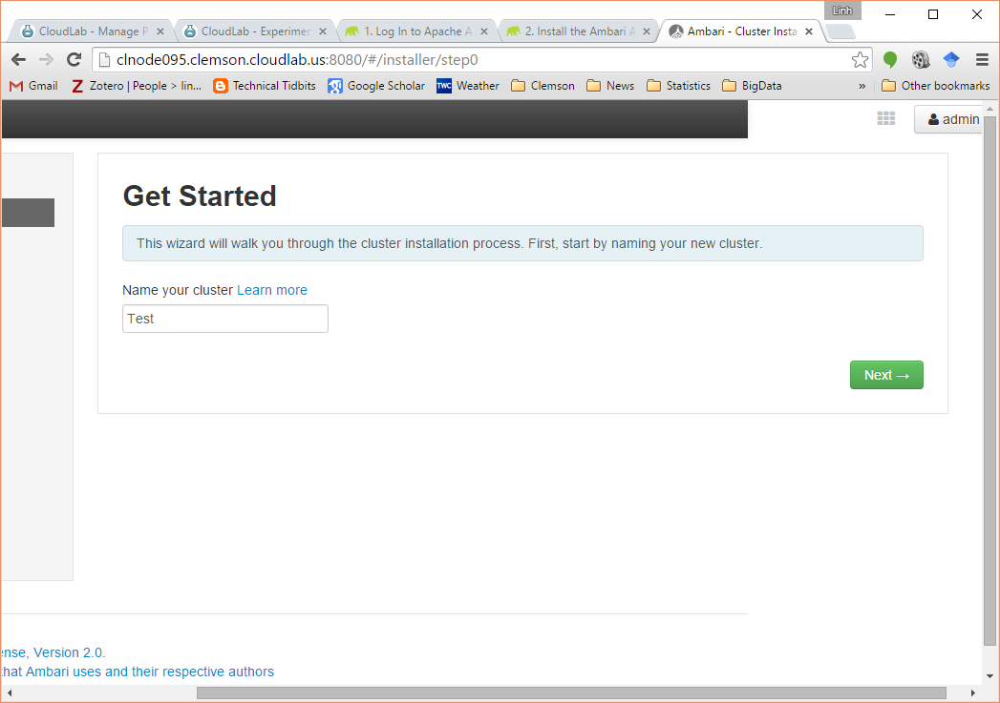 Linh
CloudLab - Manage P
CloudLab - Experimer
1. Log In to Apache A
2. Install the Ambari A
Ambari - Cluster Insta
clnode095.clemson.cloudlab.us:8080/#/installer/step0
Gmail
Z Zotero | People > lin...
Technical Tidbits
Google Scholar
TWC Weather
Clemson
News
Statistics
BigData
»
Other bookmarks
admin
Get Started
This wizard will walk you through the cluster installation process. First, start by naming your new cluster.
Name your cluster Learn more
Test
Next →
ense, Version 2.0.
that Ambari uses and their respective authors